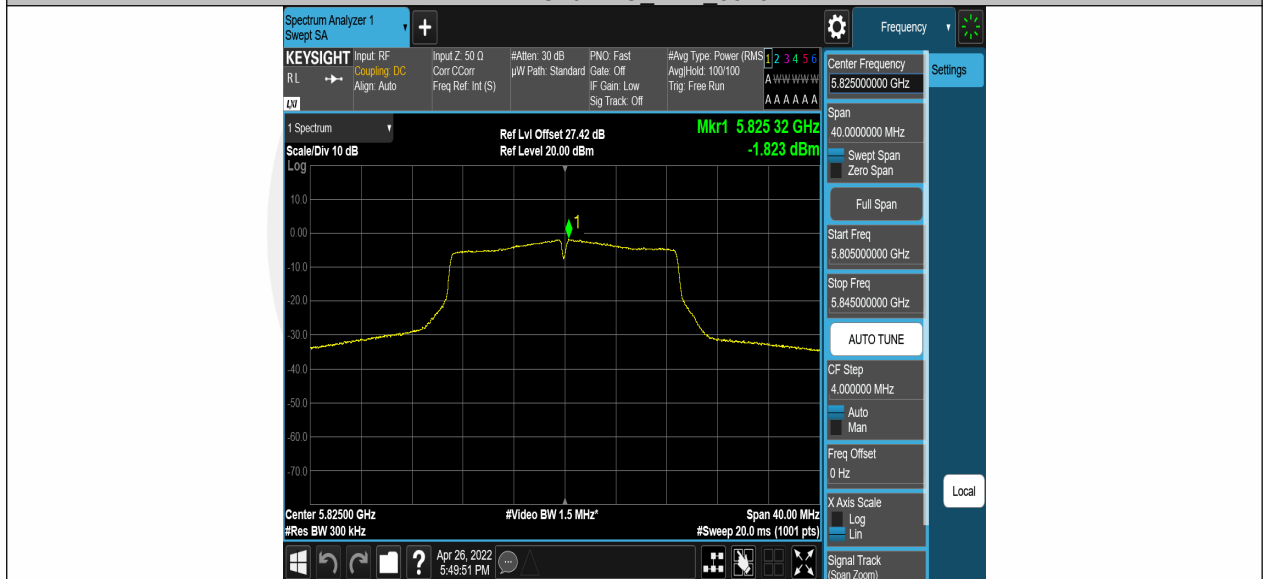 Spectrum Analyzer 1
Swept SA
+
Frequency
KEYSIGHT
RL
LXI
Input: RF
Coupling: DC
Align: Auto
Input Z: 50 Ω
Corr CCorr
Freq Ref: Int (S)
#Atten: 30 dB
µW Path: Standard
PNO: Fast
Gate: Off
IF Gain: Low
Sig Track: Off
#Avg Type: Power (RMS
Avg|Hold: 100/100
Trig: Free Run
1 2 3 4 5 6
A W W W W W
A A A A A A
1 Spectrum
Scale/Div 10 dB
Ref Lvl Offset 27.42 dB
Ref Level 20.00 dBm
Mkr1 5.825 32 GHz
-1.823 dBm
Log
10.0
0.00
-10.0
-20.0
-30.0
-40.0
-50.0
-60.0
-70.0
1
Center 5.82500 GHz
#Res BW 300 kHz
#Video BW 1.5 MHz*
Span 40.00 MHz
#Sweep 20.0 ms (1001 pts)
Apr 26, 2022
5:49:51 PM
Center Frequency
5.825000000 GHz
Settings
Span
40.0000000 MHz
Swept Span
Zero Span
Full Span
Start Freq
5.805000000 GHz
Stop Freq
5.845000000 GHz
AUTO TUNE
CF Step
4.000000 MHz
Auto
Man
Freq Offset
0 Hz
X Axis Scale
Log
Lin
Local
Signal Track
(Span Zoom)